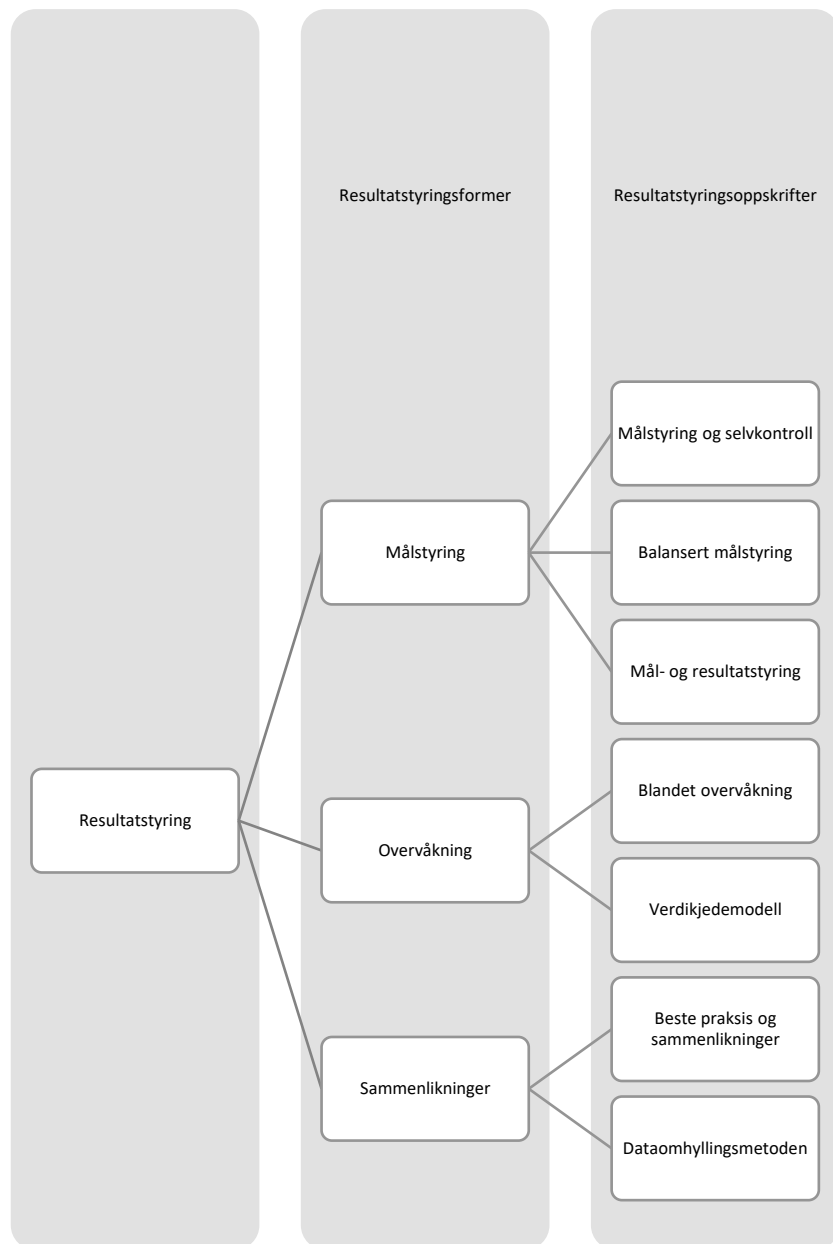 Resultatstyringsformer
Resultatstyringsoppskrifter
Målstyring og selvkontroll
Målstyring
Balansert målstyring
Mål- og resultatstyring
Resultatstyring
Blandet overvåkning
Overvåkning
Verdikjedemodell
Beste praksis og
sammenlikninger
Sammenlikninger
Dataomhyllingsmetoden